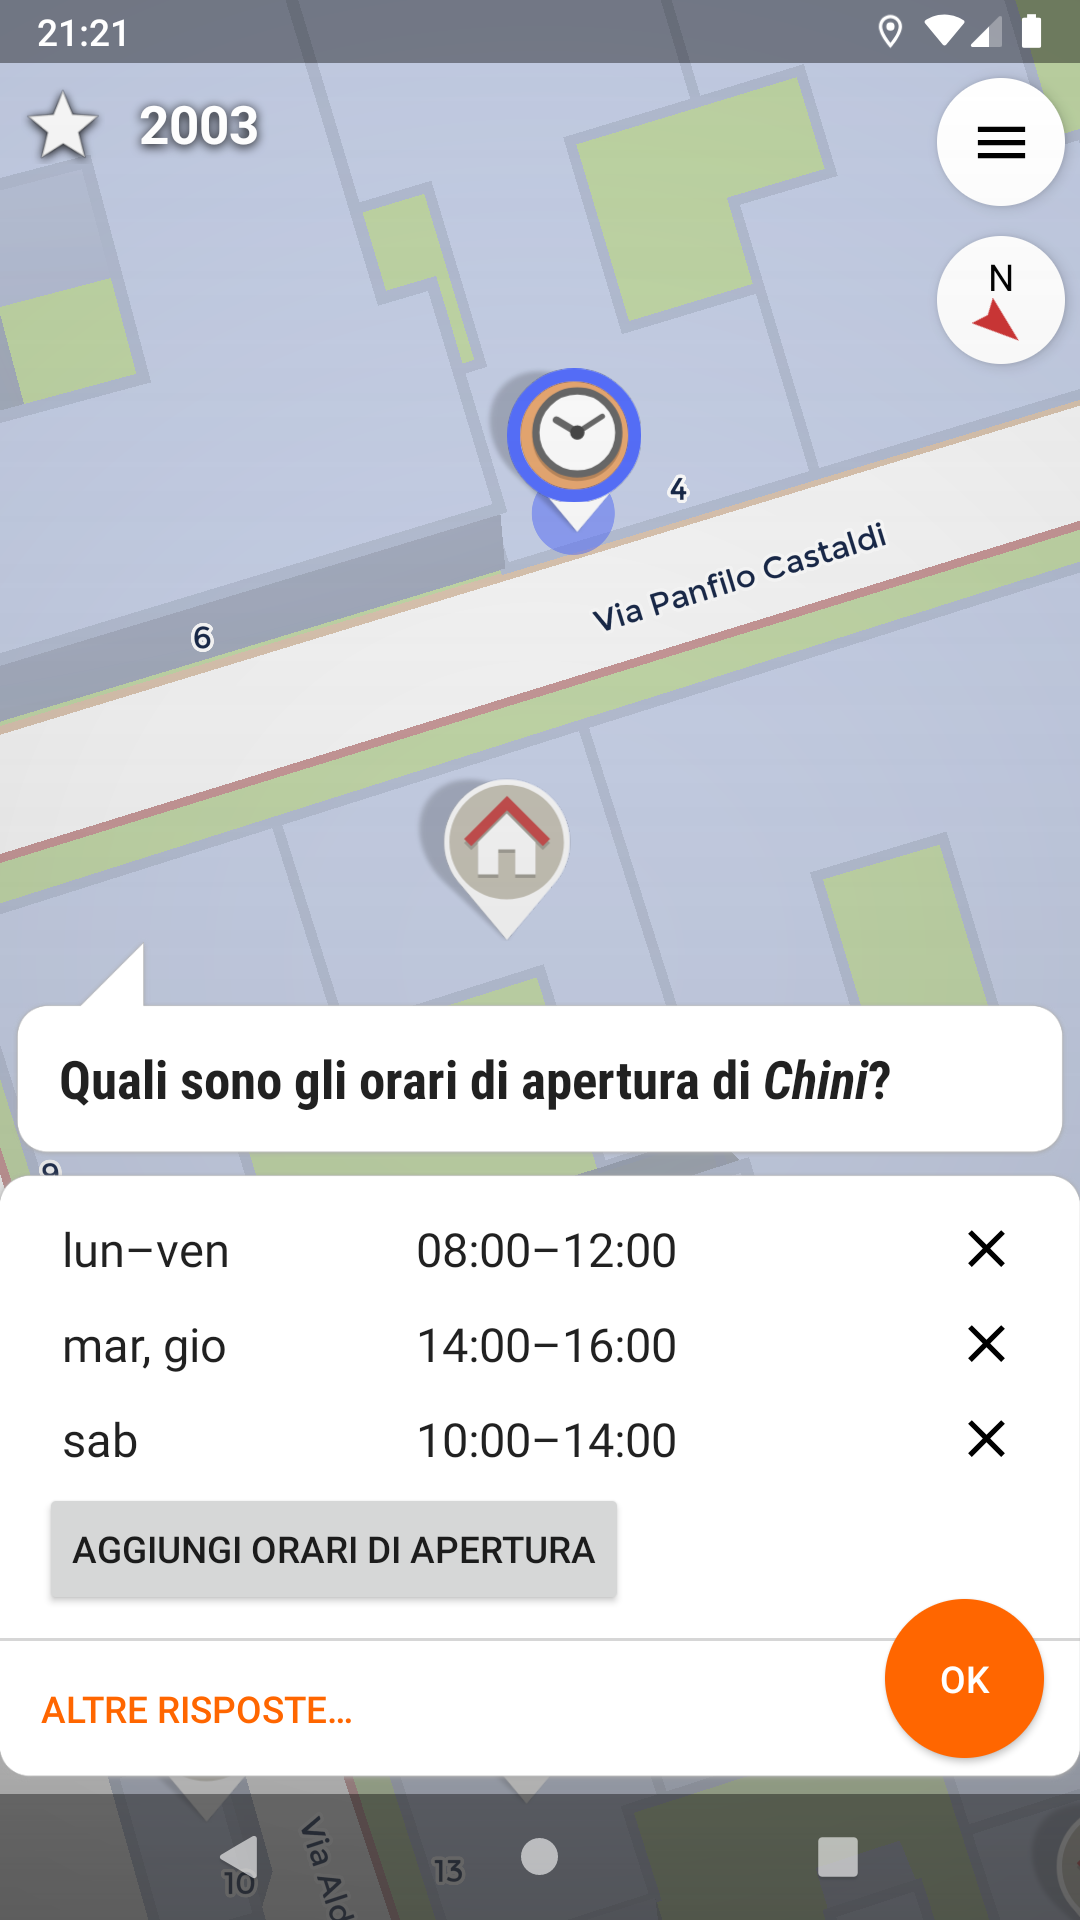 21:21
2003
N
4
Via Panfilo Castaldi
6
Quali sono gli orari di apertura di Chini?
9
lun–ven 08:00–12:00
mar, gio 14:00–16:00
sab 10:00–14:00
AGGIUNGI ORARI DI APERTURA
OK
ALTRE RISPOSTE…
Via Ald
13
10